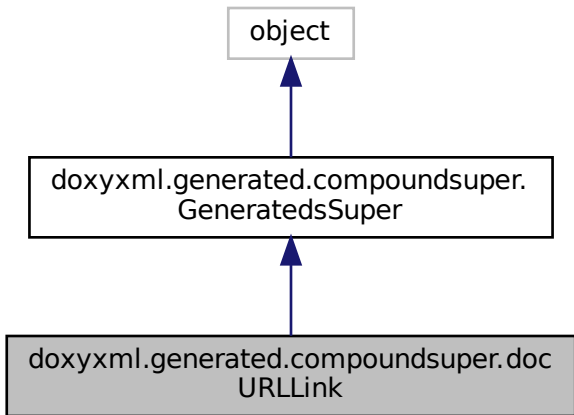 object
doxyxml.generated.compoundsuper.
GeneratedsSuper
doxyxml.generated.compoundsuper.doc
URLLink